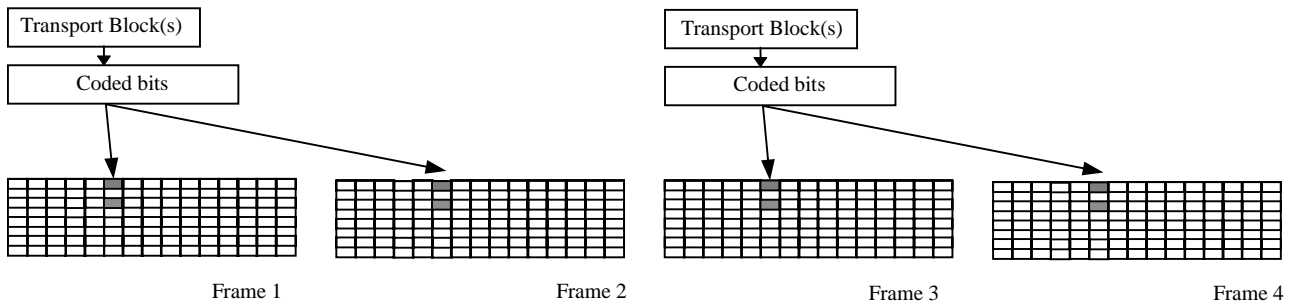 Transport Block(s)
Coded bits
Transport Block(s)
Coded bits
Frame 1
Frame 2
Frame 3
Frame 4